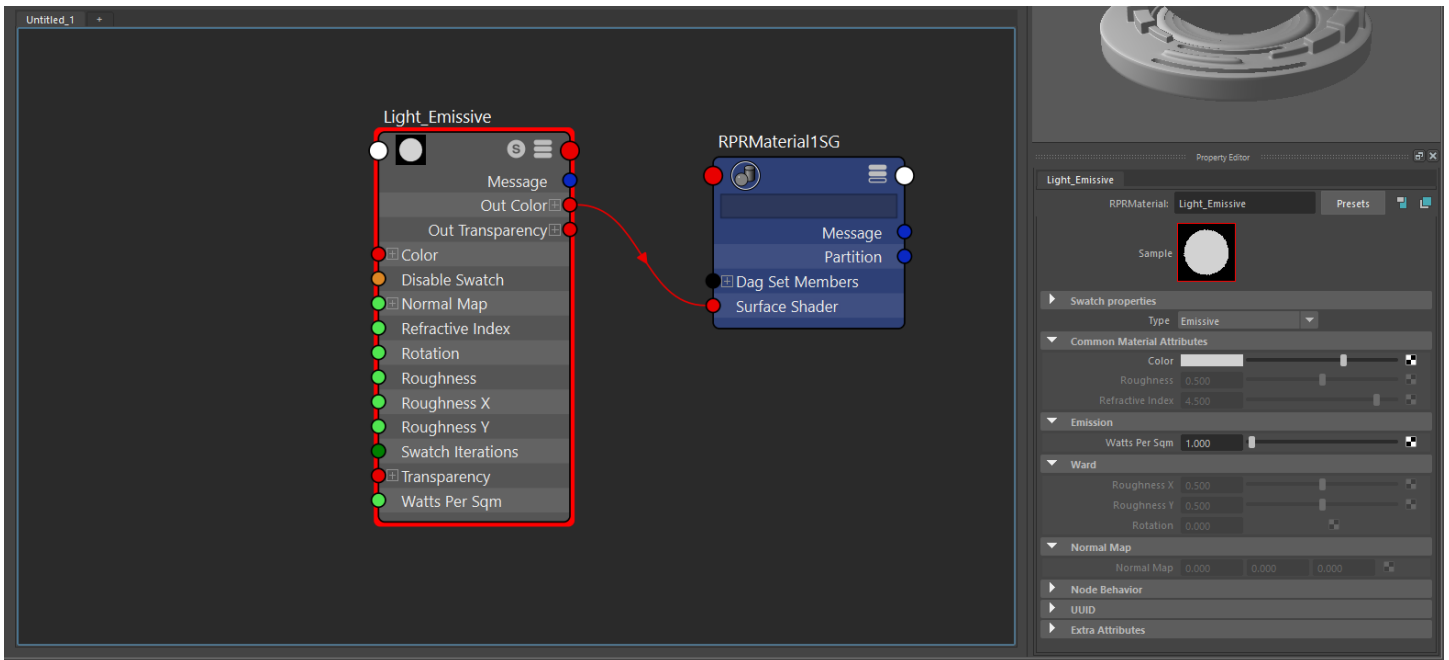 Untitled_1 +
Light_Emissive
S
Message
Out Color
Out Transparency
Color
Disable Swatch
Normal Map
Refractive Index
Rotation
Roughness
Roughness X
Roughness Y
Swatch Iterations
Transparency
Watts Per Sqm
RPRMaterial1SG
Message
Partition
Dag Set Members
Surface Shader
Property Editor
Light_Emissive
RPRMaterial: Light_Emissive Presets
Sample
Swatch properties
Type Emissive
Common Material Attributes
Color
Roughness 0.500
Refractive Index 4.500
Emission
Watts Per Sqm 1.000
Ward
Roughness X 0.500
Roughness Y 0.500
Rotation 0.000
Normal Map
Normal Map 0.000 0.000 0.000
Node Behavior
UUID
Extra Attributes